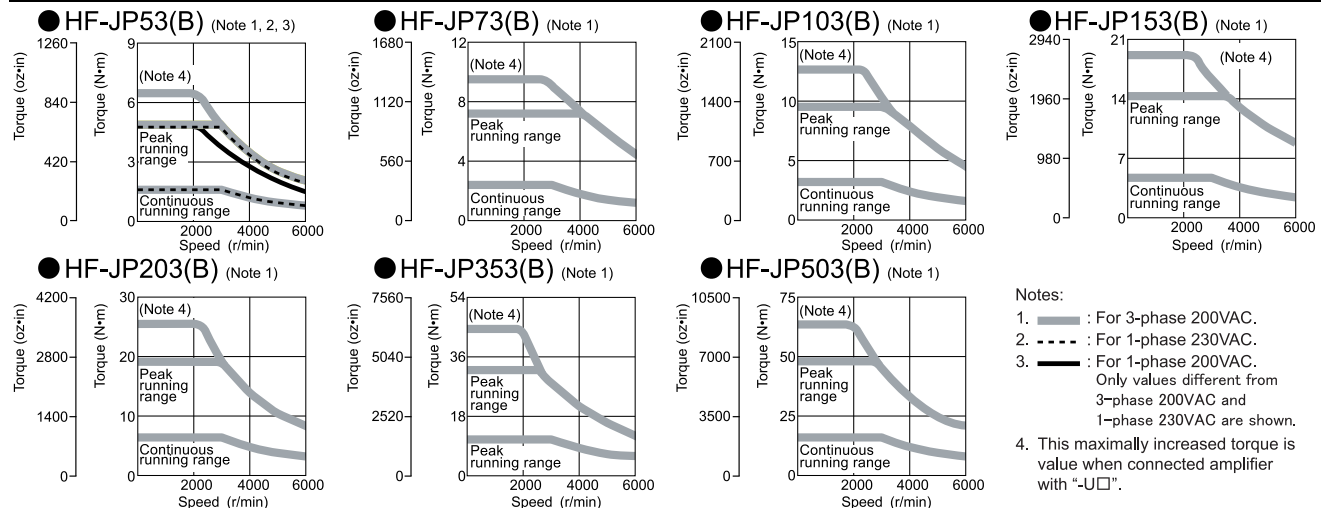 ●HF-JP53(B) (Note 1, 2, 3)
1260
840
420
0
Torque (oz•in)
9
6
3
0
Torque (N•m)
(Note 4)
Peak
running
range
Continuous
running range
2000 4000 6000
Speed (r/min)
●HF-JP73(B) (Note 1)
1680
1120
560
0
Torque (oz•in)
12
8
4
0
Torque (N•m)
(Note 4)
Peak
running range
Continuous
running range
2000 4000 6000
Speed (r/min)
●HF-JP103(B) (Note 1)
2100
1400
700
0
Torque (oz•in)
15
10
5
0
Torque (N•m)
(Note 4)
Peak
running range
Continuous
running range
2000 4000 6000
Speed (r/min)
●HF-JP153(B) (Note 1)
2940
1960
980
0
Torque (oz•in)
21
14
7
0
Torque (N•m)
(Note 4)
Peak
running range
Continuous
running range
2000 4000 6000
Speed (r/min)
●HF-JP203(B) (Note 1)
4200
2800
1400
0
Torque (oz•in)
30
20
10
0
Torque (N•m)
(Note 4)
Peak
running
range
Continuous
running range
2000 4000 6000
Speed (r/min)
●HF-JP353(B) (Note 1)
7560
5040
2520
0
Torque (oz•in)
54
36
18
0
Torque (N•m)
(Note 4)
Peak
running
range
Peak
running range
2000 4000 6000
Speed (r/min)
●HF-JP503(B) (Note 1)
10500
7000
3500
0
Torque (oz•in)
75
50
25
0
Torque (N•m)
(Note 4)
Peak
running
range
Continuous
running range
2000 4000 6000
Speed (r/min)
Notes:
1. : For 3-phase 200VAC.
2. : For 1-phase 230VAC.
3. : For 1-phase 200VAC.
Only values different from
3-phase 200VAC and
1-phase 230VAC are shown.
4. This maximally increased torque is
value when connected amplifier
with “-U□”.